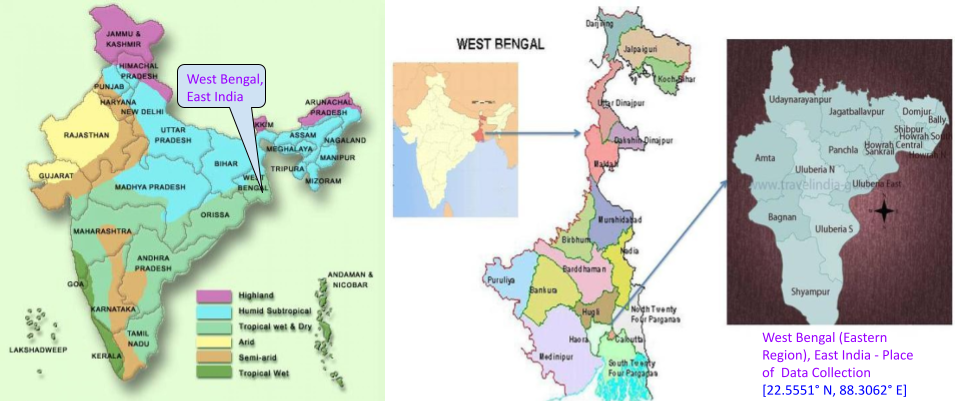 JAMMU &
KASHMIR
HIMACHAL
PRADESH
PUNJAB
HARYANA
NEW DELHI
RAJASTHAN
UTTAR
PRADESH
West Bengal,
East India
KKIM
ARUNACHAL
PRADESH
ASSAM
NAGALAND
MEGHALAYA
MANIPUR
TRIPURA
MIZORAM
BIHAR
WEST
BENGAL
GUJARAT
MADHYA PRADESH
ORISSA
MAHARASHTRA
ANDHRA
PRADESH
GOA
KARNATAKA
TAMIL
NADU
KERALA
LAKSHADWEEP
ANDAMAN &
NICOBAR
Highland
Humid Subtropical
Tropical wet & Dry
Arid
Semi-arid
Tropical Wet
WEST BENGAL
Darjiling
Jalpaiguri
Koch Bihar
Uttar Dinajpur
Dakshin Dinajpur
Maldah
Murshidabad
Birbhum
Nadia
Barddhaman
Puruliya
Bankura
Hugli
North Twenty
Four Parganan
Haora
Calcutta
Medinipur
South Twenty
Four Parganan
Udaynarayanpur
Jagatballavpur
Domjur
Bally
Shibpur
Howrah South
Howrah Central
Panchla
Sankrail
Howrah N
Amta
Uluberia N
www.travelindia-g
Uluberia East
Bagnan
Uluberia S
Shyampur
West Bengal (Eastern
Region), East India - Place
of Data Collection
[22.5551° N, 88.3062° E]